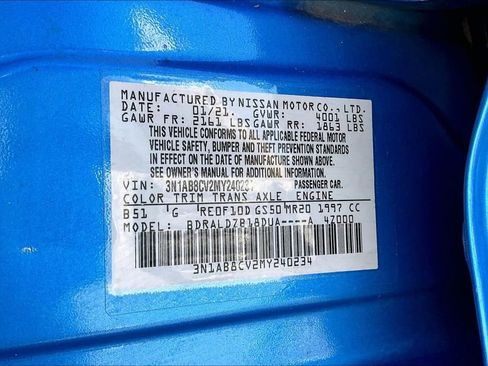 MANUFACTURED BY NISSAN MOTOR CO., LTD.
DATE: 01/21. GVWR: 4001 LBS
GAWR FR: 2161 LBS GAWR RR: 1863 LBS
THIS VEHICLE CONFORMS TO ALL APPLICABLE FEDERAL MOTOR
VEHICLE SAFETY, BUMPER AND THEFT PREVENTION STANDARDS
IN EFFECT ON THE DATE OF MANUFACTURE SHOWN ABOVE.
SEE OWNER'S MANUAL FOR ADDITIONAL INFORMATION.
VIN: 3N1AB8CV2MY240234 PASSENGER CAR.
COLOR TRIM TRANS AXLE ENGINE
B51 G RE0F10D GS50 MR20 1997 CC
MODEL: BDRALDZB18DUA----A 4Z000
3N1AB8CV2MY240234